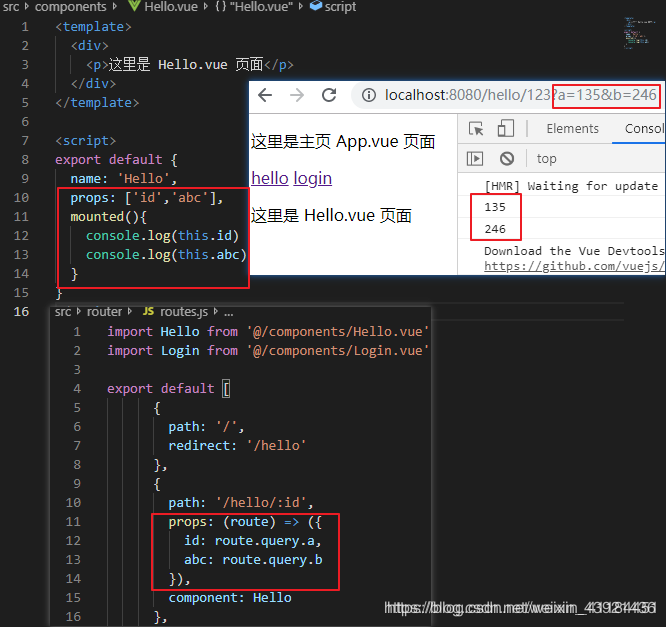 src > components > Hello.vue > {} "Hello.vue" > script
1 <template>
2 <div>
3 <p>这里是 Hello.vue 页面</p>
4 </div>
5 </template>
6
7 <script>
8 export default {
9 name: 'Hello',
10 props: ['id','abc'],
11 mounted(){
12 console.log(this.id)
13 console.log(this.abc)
14 }
15 }
16
localhost:8080/hello/123?a=135&b=246
这里是主页 App.vue 页面
hello login
这里是 Hello.vue 页面
Elements Consol
top
[HMR] Waiting for update
135
246
Download the Vue Devtools
https://github.com/vuejs/
src > router > JS routes.js > ...
1 import Hello from '@/components/Hello.vue'
2 import Login from '@/components/Login.vue'
3
4 export default [
5 {
6 path: '/',
7 redirect: '/hello'
8 },
9 {
10 path: '/hello/:id',
11 props: (route) => ({
12 id: route.query.a,
13 abc: route.query.b
14 }),
15 component: Hello
16 },